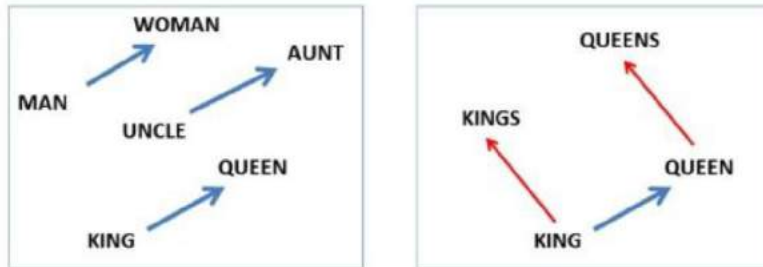 WOMAN
AUNT
MAN
UNCLE
QUEEN
KING
QUEENS
KINGS
QUEEN
KING